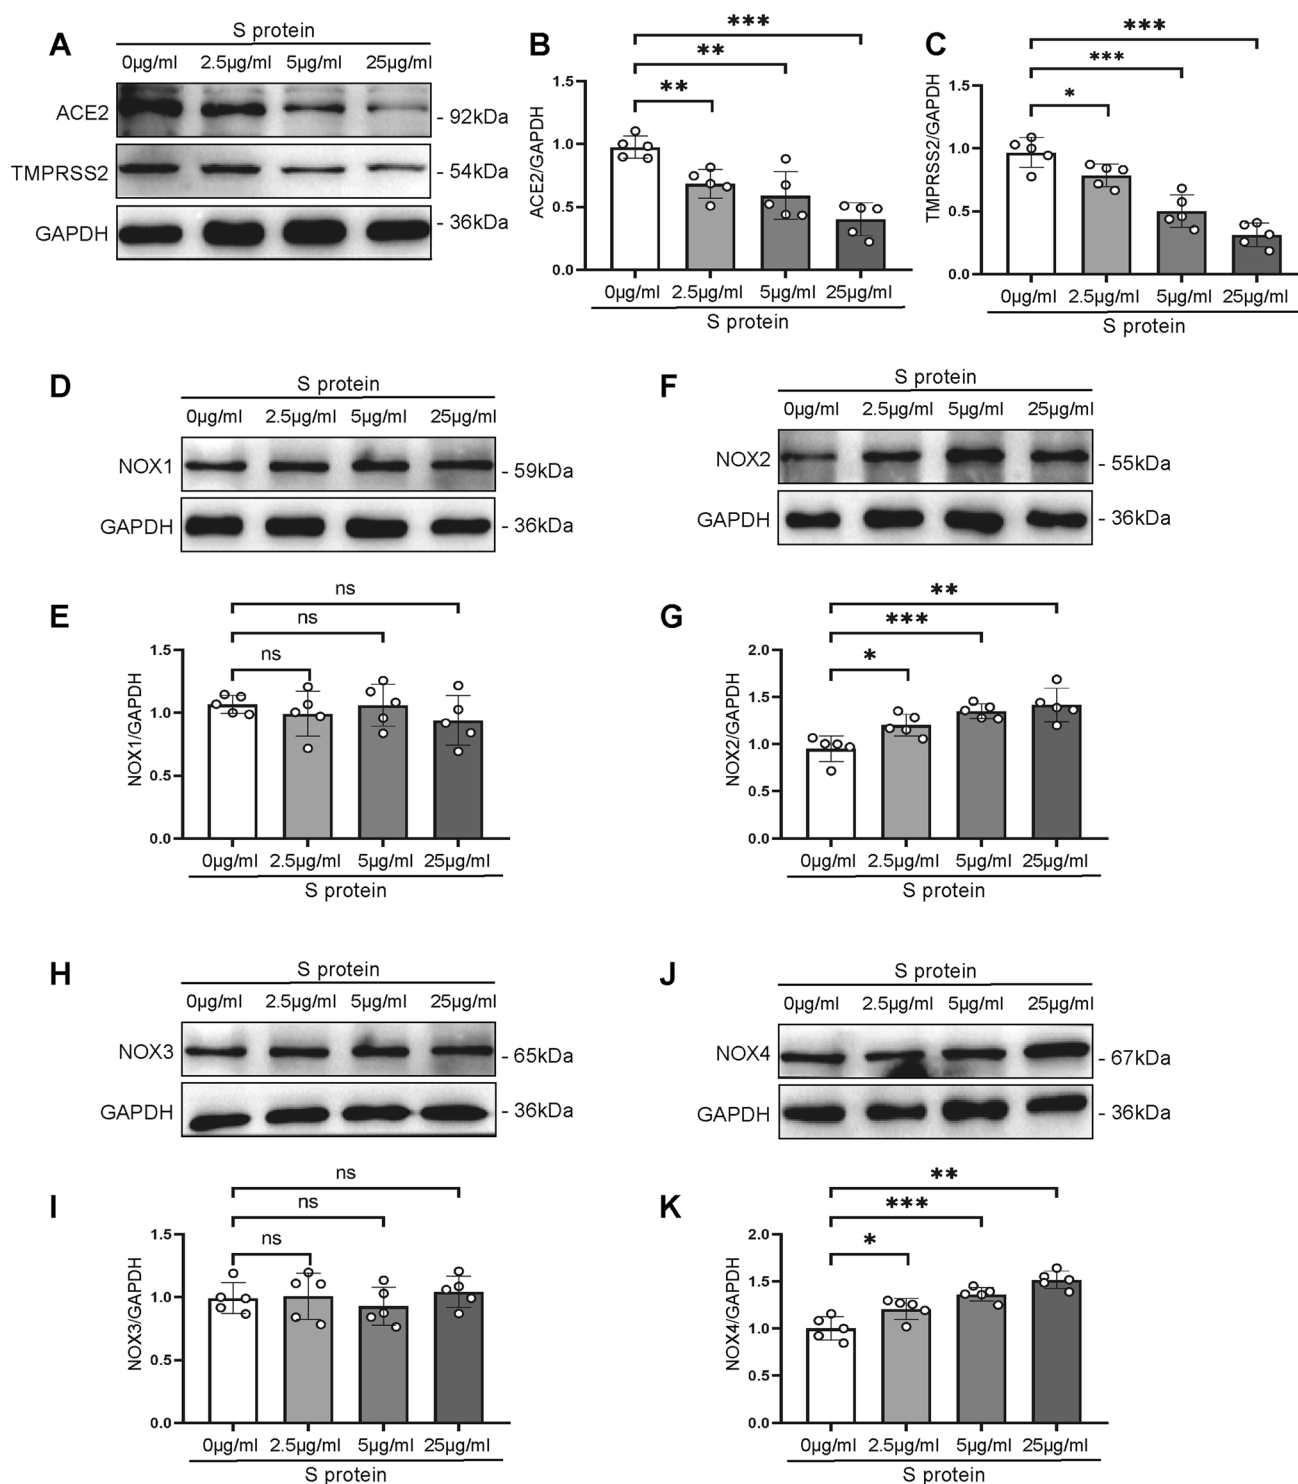 A
S protein
0µg/ml 2.5µg/ml 5µg/ml 25µg/ml
ACE2
- 92kDa
TMPRSS2
- 54kDa
GAPDH
- 36kDa
B
***
**
**
ACE2/GAPDH
1.5
1.0
0.5
0.0
0µg/ml 2.5µg/ml 5µg/ml 25µg/ml
S protein
C
***
***
*
TMPRSS2/GAPDH
1.5
1.0
0.5
0.0
0µg/ml 2.5µg/ml 5µg/ml 25µg/ml
S protein
D
S protein
0µg/ml 2.5µg/ml 5µg/ml 25µg/ml
NOX1
- 59kDa
GAPDH
- 36kDa
F
S protein
0µg/ml 2.5µg/ml 5µg/ml 25µg/ml
NOX2
- 55kDa
GAPDH
- 36kDa
E
ns
ns
ns
NOX1/GAPDH
1.5
1.0
0.5
0.0
0µg/ml 2.5µg/ml 5µg/ml 25µg/ml
S protein
G
**
***
*
NOX2/GAPDH
2.0
1.5
1.0
0.5
0.0
0µg/ml 2.5µg/ml 5µg/ml 25µg/ml
S protein
H
S protein
0µg/ml 2.5µg/ml 5µg/ml 25µg/ml
NOX3
- 65kDa
GAPDH
- 36kDa
J
S protein
0µg/ml 2.5µg/ml 5µg/ml 25µg/ml
NOX4
- 67kDa
GAPDH
- 36kDa
I
ns
ns
ns
NOX3/GAPDH
1.5
1.0
0.5
0.0
0µg/ml 2.5µg/ml 5µg/ml 25µg/ml
S protein
K
**
***
*
NOX4/GAPDH
2.0
1.5
1.0
0.5
0.0
0µg/ml 2.5µg/ml 5µg/ml 25µg/ml
S protein